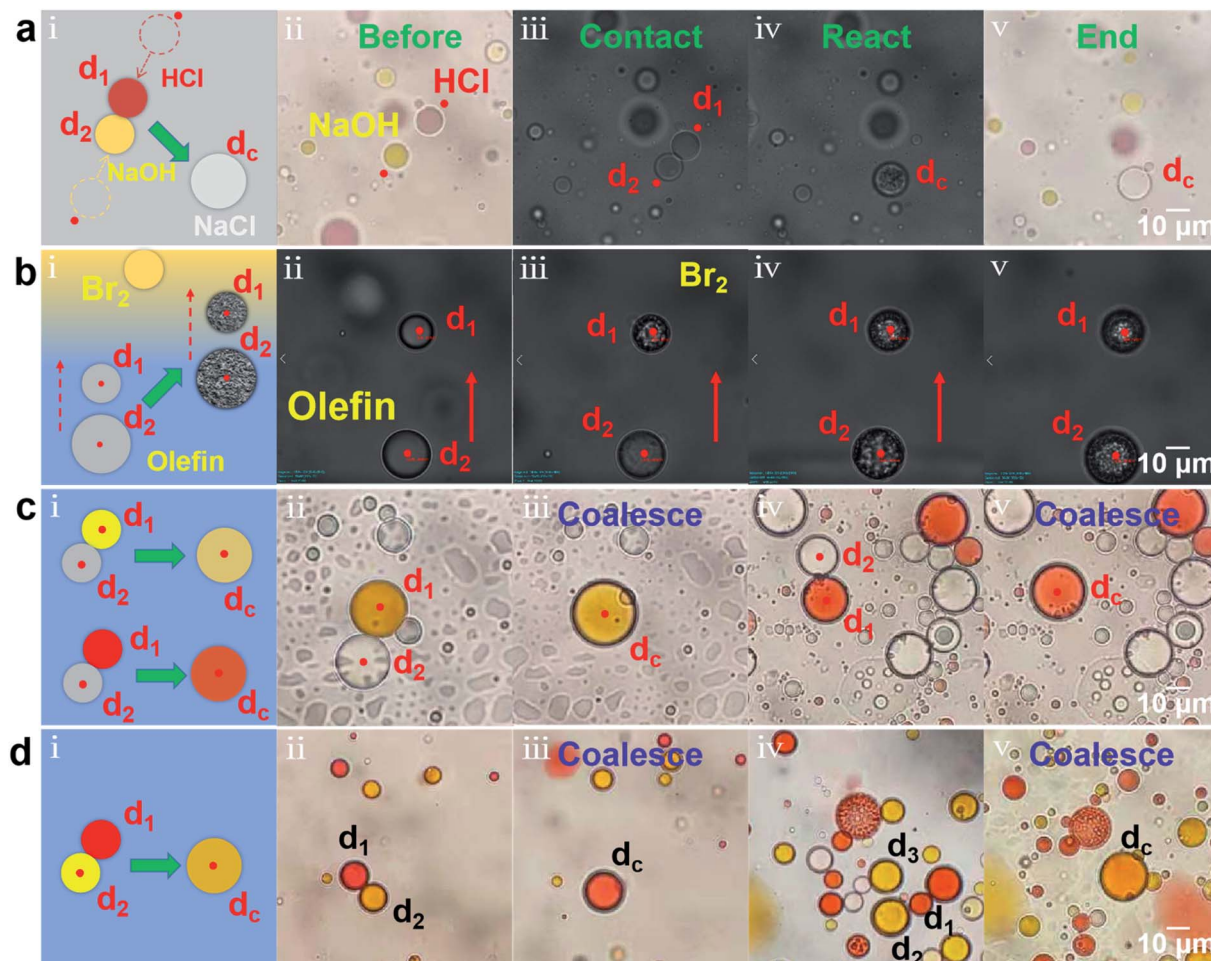 a
i
d1
HCl
d2
NaOH
dc
NaCl
ii
Before
HCl
NaOH
iii
Contact
d1
d2
iv
React
dc
v
End
dc
10 µm
b
i
Br2
d1
d2
d1
d2
Olefin
ii
d1
Olefin
d2
iii
Br2
d1
d2
iv
d1
d2
v
d1
d2
10 µm
c
i
d1
d2
dc
d1
d2
dc
ii
d1
d2
iii
Coalesce
dc
iv
d2
d1
v
Coalesce
dc
10 µm
d
i
d1
d2
dc
ii
d1
d2
iii
Coalesce
dc
iv
d3
d1
d2
v
Coalesce
dc
10 µm